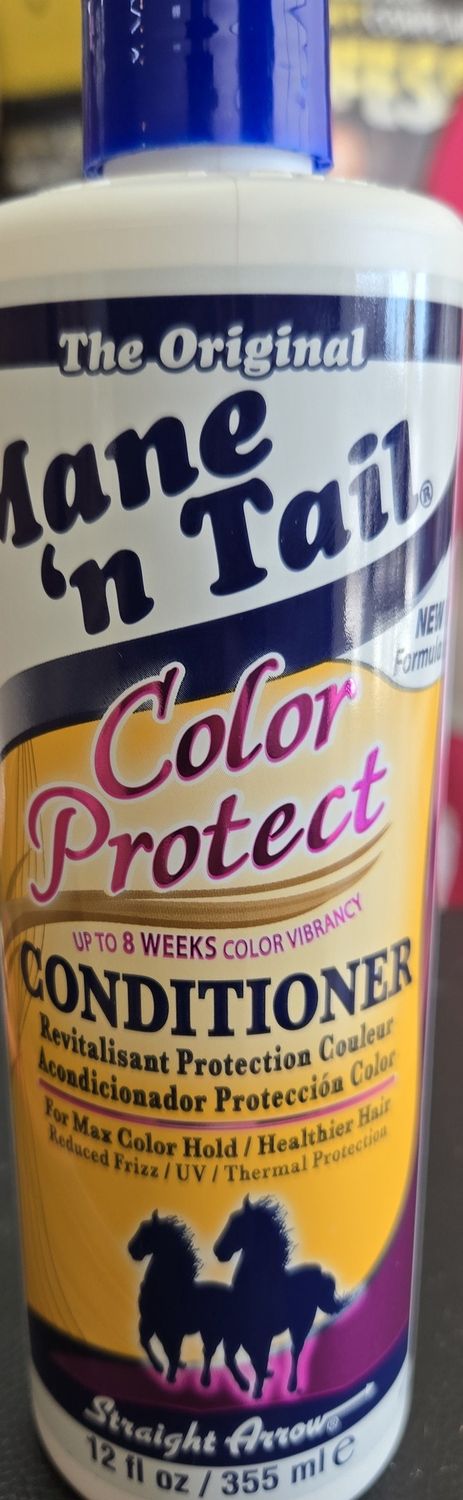 The Original
Mane
'n Tail®
NEW
Formula
Color
Protect
UP TO 8 WEEKS COLOR VIBRANCY
CONDITIONER
Revitalisant Protection Couleur
Acondicionador Protección Color
For Max Color Hold / Healthier Hair
Reduced Frizz / UV / Thermal Protection
Straight Arrow®
12 fl oz / 355 ml ℮